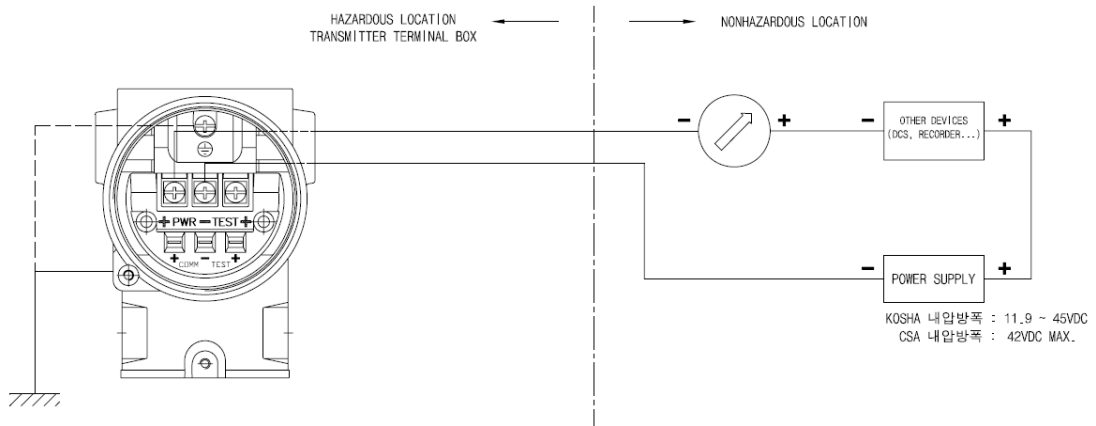 HAZARDOUS LOCATION
TRANSMITTER TERMINAL BOX
NONHAZARDOUS LOCATION
- +
- +
OTHER DEVICES
(DCS, RECORDER...)
+ PWR - TEST +
+ - +
COMM TEST
- +
POWER SUPPLY
KOSHA 내압방폭 : 11.9 ~ 45VDC
CSA 내압방폭 : 42VDC MAX.